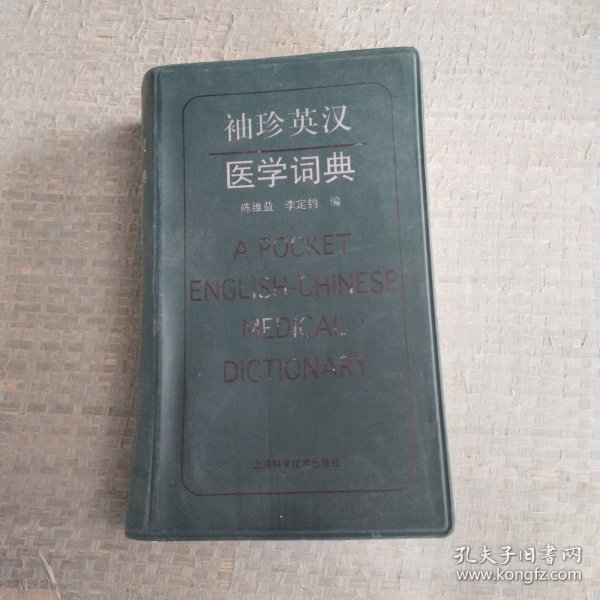 袖珍英汉
医学词典
陈维益 李定钧 编
A POCKET
ENGLISH-CHINESE
MEDICAL
DICTIONARY
上海科学技术出版社
孔夫子旧书网
www.kongfz.com